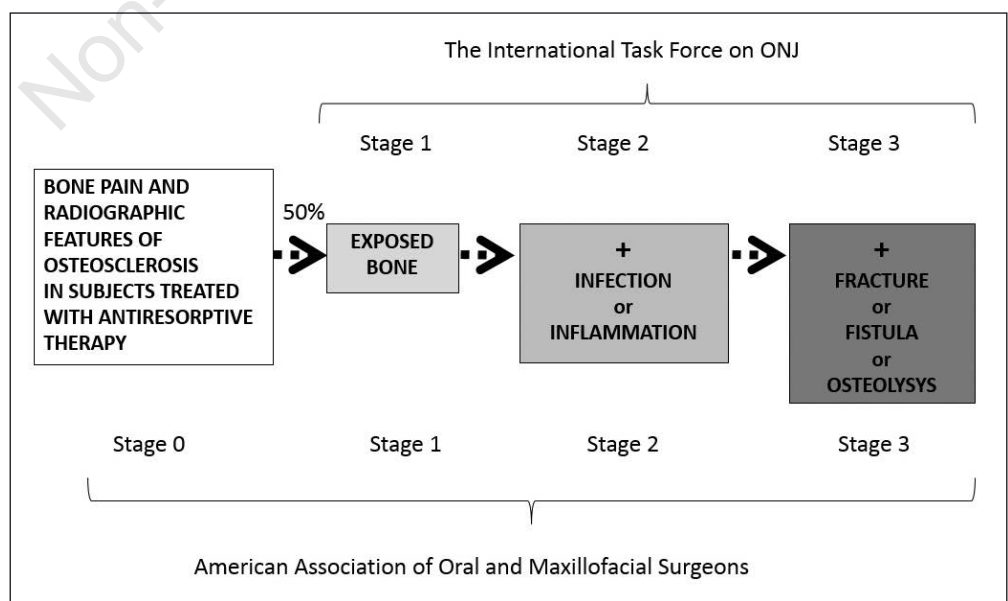 Non-
The International Task Force on ONJ
Stage 1
Stage 2
Stage 3
BONE PAIN AND
RADIOGRAPHIC
FEATURES OF
OSTEOSCLEROSIS
IN SUBJECTS TREATED
WITH ANTIRESORPTIVE
THERAPY
50%
EXPOSED
BONE
+
INFECTION
or
INFLAMMATION
+
FRACTURE
or
FISTULA
or
OSTEOLYSYS
Stage 0
Stage 1
Stage 2
Stage 3
American Association of Oral and Maxillofacial Surgeons